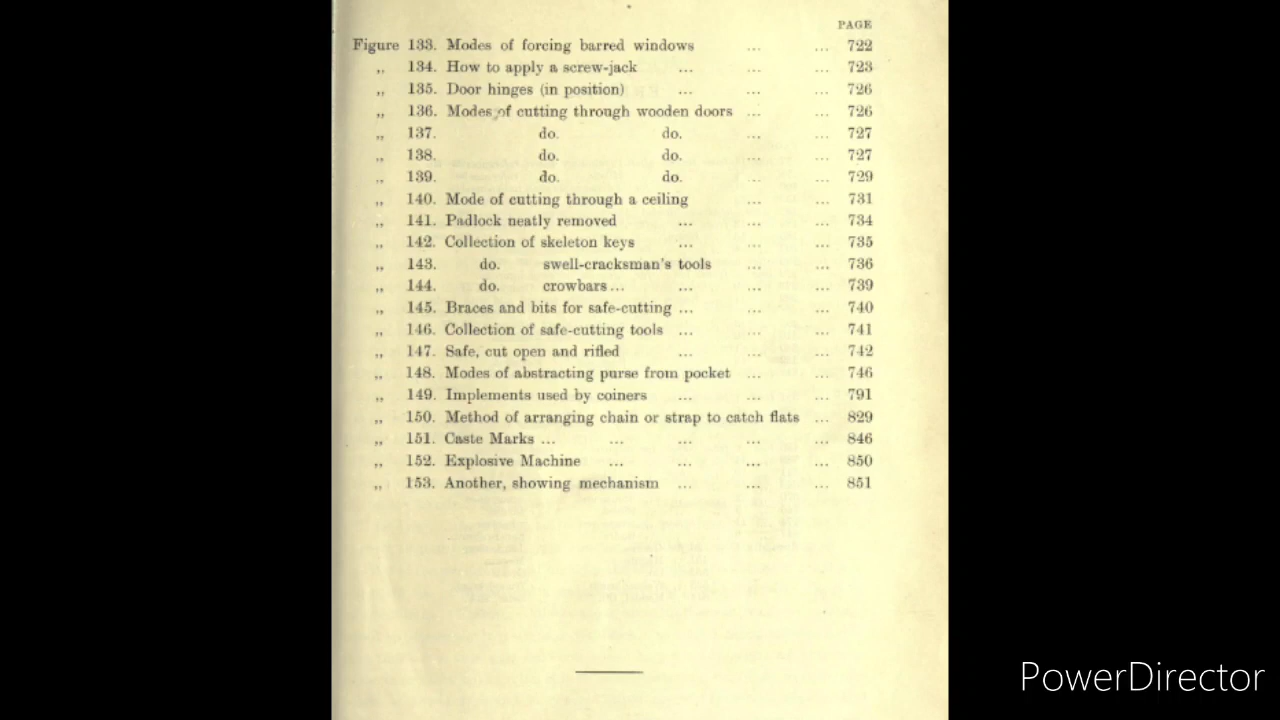 PAGE
Figure 133. Modes of forcing barred windows ... ... 722
„ 134. How to apply a screw-jack ... ... ... 723
„ 135. Door hinges (in position) ... ... ... 726
„ 136. Modes of cutting through wooden doors ... ... 726
„ 137. do. do. ... ... 727
„ 138. do. do. ... ... 727
„ 139. do. do. ... ... 729
„ 140. Mode of cutting through a ceiling ... ... 731
„ 141. Padlock neatly removed ... ... ... 734
„ 142. Collection of skeleton keys ... ... ... 735
„ 143. do. swell-cracksman's tools ... ... 736
„ 144. do. crowbars... ... ... ... 739
„ 145. Braces and bits for safe-cutting ... ... ... 740
„ 146. Collection of safe-cutting tools ... ... ... 741
„ 147. Safe, cut open and rifled ... ... ... 742
„ 148. Modes of abstracting purse from pocket ... ... 746
„ 149. Implements used by coiners ... ... ... 791
„ 150. Method of arranging chain or strap to catch flats ... 829
„ 151. Caste Marks ... ... ... ... ... 846
„ 152. Explosive Machine ... ... ... ... 850
„ 153. Another, showing mechanism ... ... ... 851
PowerDirector